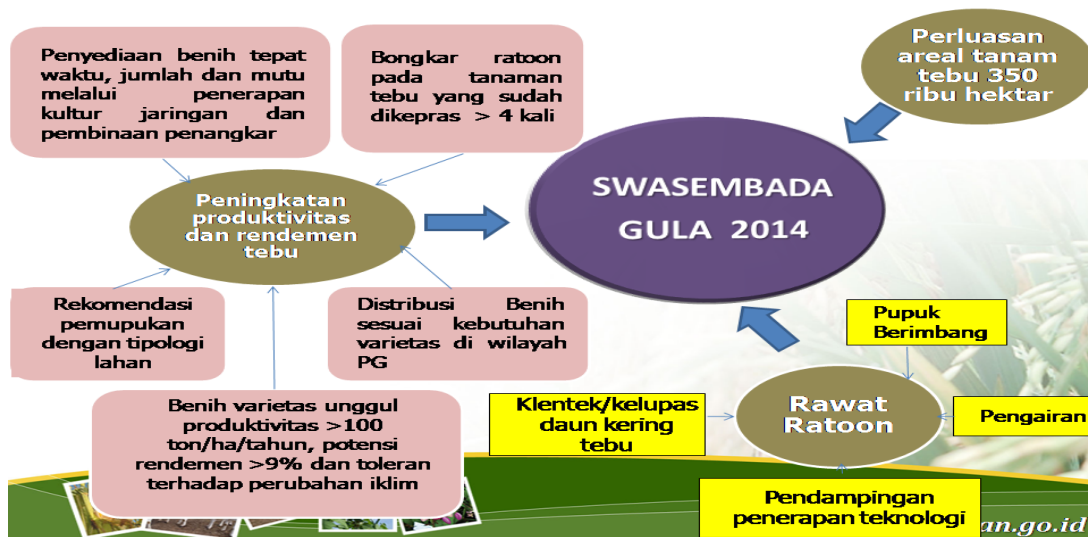 Penyediaan benih tepat
waktu, jumlah dan mutu
melalui penerapan
kultur jaringan dan
pembinaan penangkar
Bongkar ratoon
pada tanaman
tebu yang sudah
dikepras > 4 kali
Perluasan
areal tanam
tebu 350
ribu hektar
Peningkatan
produktivitas
dan rendemen
tebu
SWASEMBADA
GULA 2014
Rekomendasi
pemupukan
dengan tipologi
lahan
Distribusi Benih
sesuai kebutuhan
varietas di wilayah
PG
Pupuk
Berimbang
Benih varietas unggul
produktivitas >100
ton/ha/tahun, potensi
rendemen >9% dan toleran
terhadap perubahan iklim
Klentek/kelupas
daun kering
tebu
Rawat
Ratoon
Pengairan
Pendampingan
penerapan teknologi
an.go.id